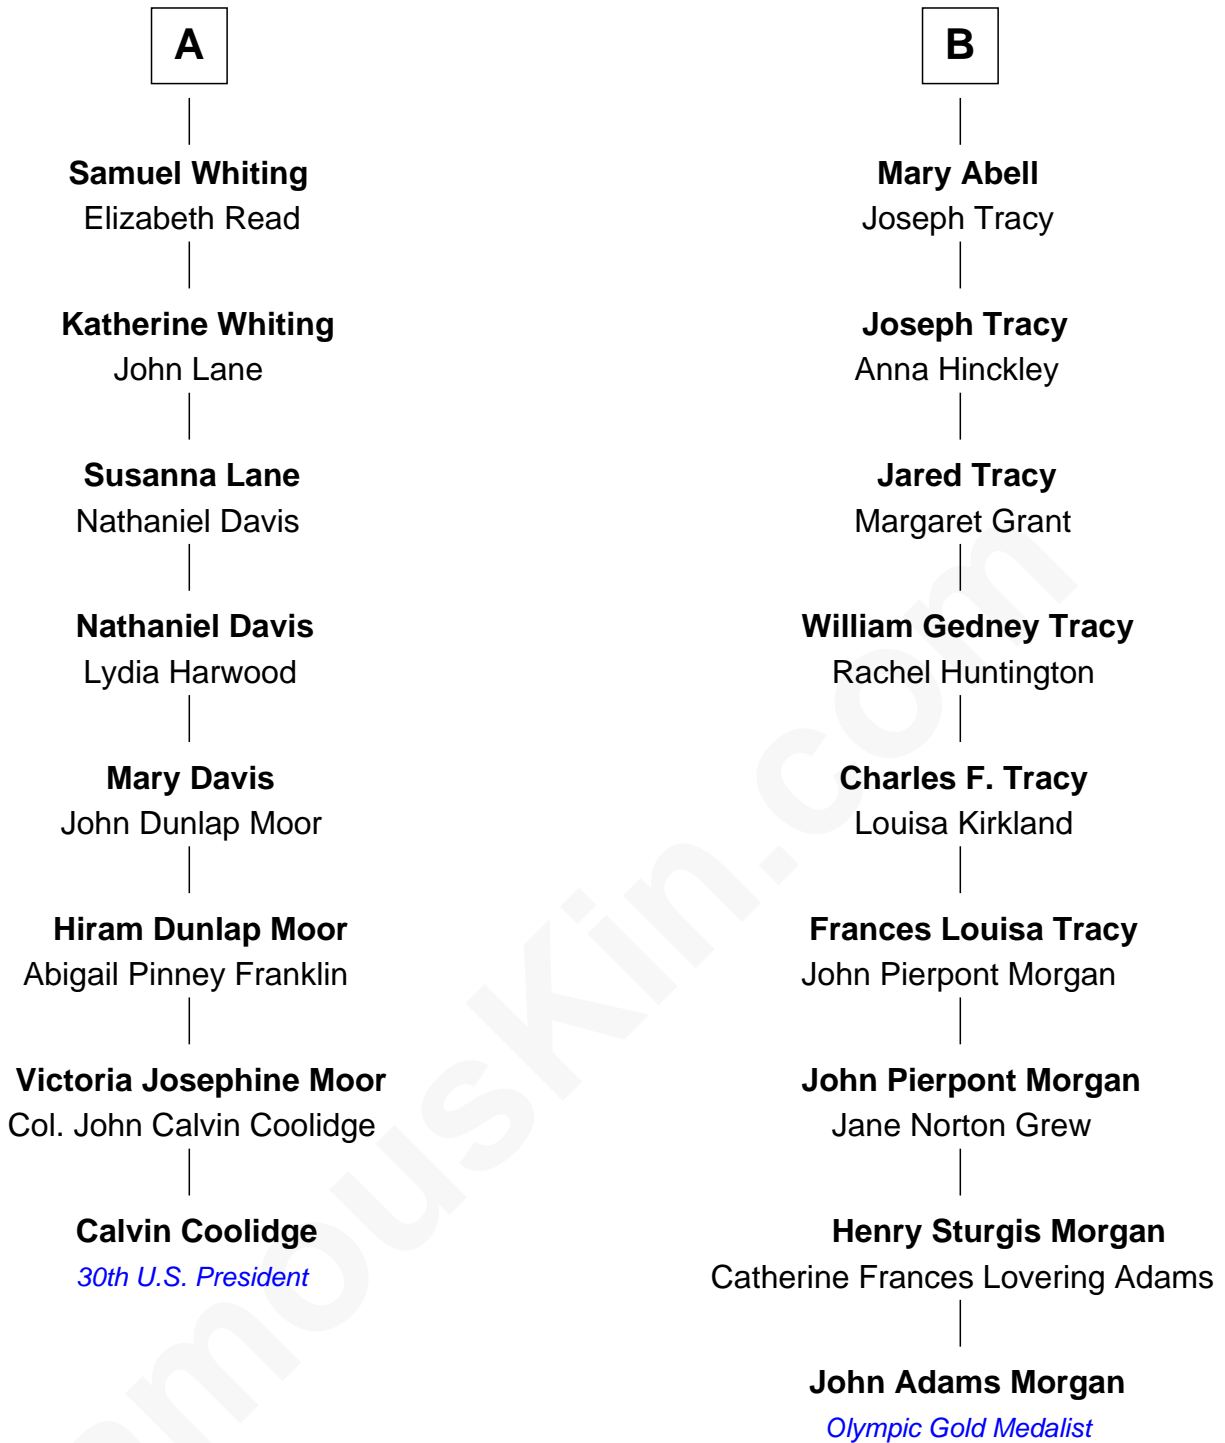 A
Samuel Whiting
Elizabeth Read
Katherine Whiting
John Lane
Susanna Lane
Nathaniel Davis
Nathaniel Davis
Lydia Harwood
Mary Davis
John Dunlap Moor
Hiram Dunlap Moor
Abigail Pinney Franklin
Victoria Josephine Moor
Col. John Calvin Coolidge
Calvin Coolidge
30th U.S. President
B
Mary Abell
Joseph Tracy
Joseph Tracy
Anna Hinckley
Jared Tracy
Margaret Grant
William Gedney Tracy
Rachel Huntington
Charles F. Tracy
Louisa Kirkland
Frances Louisa Tracy
John Pierpont Morgan
John Pierpont Morgan
Jane Norton Grew
Henry Sturgis Morgan
Catherine Frances Lovering Adams
John Adams Morgan
Olympic Gold Medalist
amousKin.com